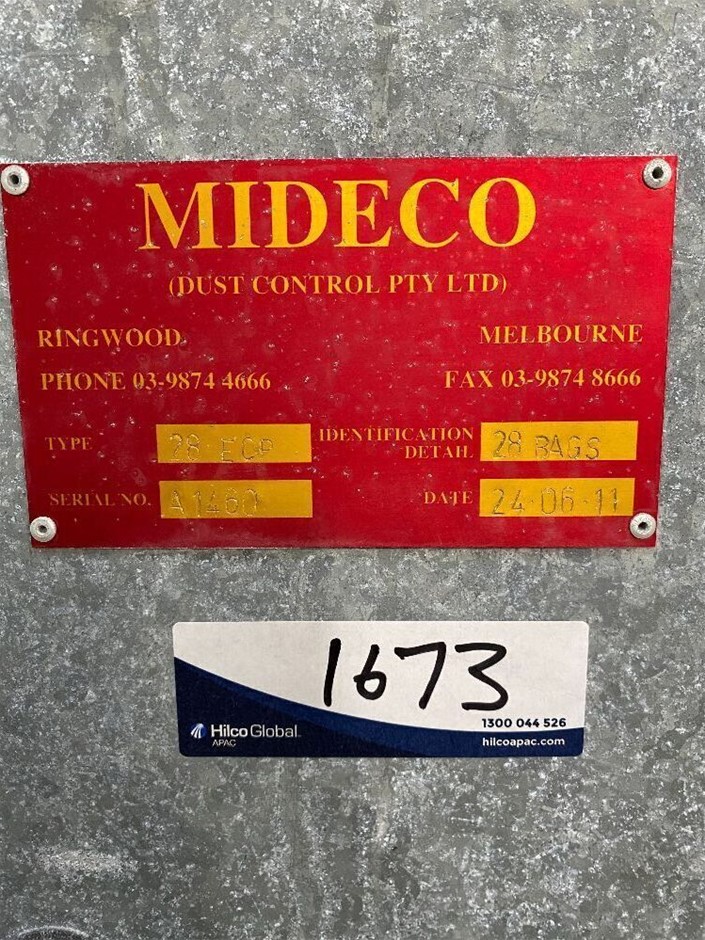 MIDECO
(DUST CONTROL PTY LTD)
RINGWOOD MELBOURNE
PHONE 03-9874 4666 FAX 03-9874 8666
TYPE 28-ECP IDENTIFICATION DETAIL 28 BAGS
SERIAL NO. A1460 DATE 24-06-11
1673
Hilco Global
APAC
1300 044 526
hilcoapac.com